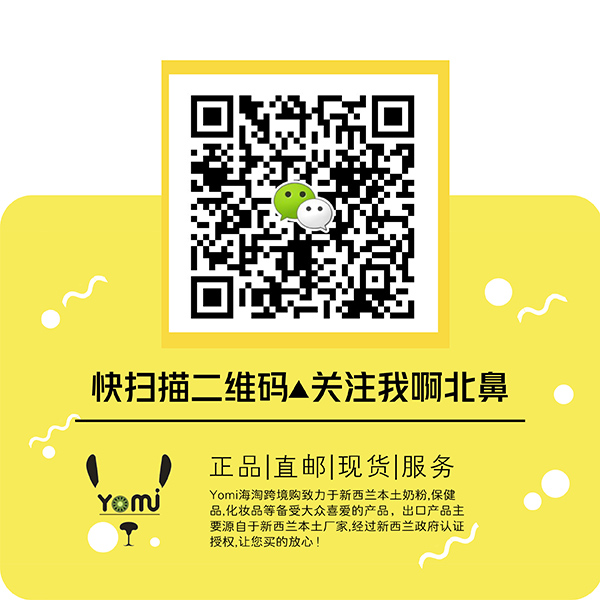 快扫描二维码▲关注我啊北鼻
正品|直邮|现货|服务
Yomi
Yomi海淘跨境购致力于新西兰本土奶粉,保健
品,化妆品等备受大众喜爱的产品，出口产品主
要源自于新西兰本土厂家,经过新西兰政府认证
授权,让您买的放心！